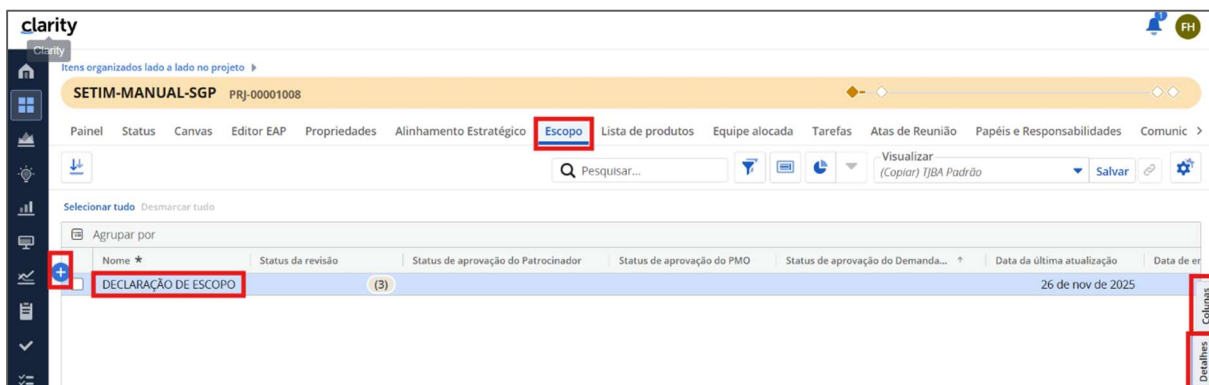 clarity
FH
Clarity
Itens organizados lado a lado no projeto
SETIM-MANUAL-SGP PRJ-00001008
Painel Status Canvas Editor EAP Propriedades Alinhamento Estratégico Escopo Lista de produtos Equipe alocada Tarefas Atas de Reunião Papéis e Responsabilidades Comunic >
Pesquisar...
Visualizar
(Copiar) TJBA Padrão
Salvar
Selecionar tudo Desmarcar tudo
Agrupar por
Nome * Status da revisão Status de aprovação do Patrocinador Status de aprovação do PMO Status de aprovação do Demanda... ↑ Data da última atualização Data de er
DECLARAÇÃO DE ESCOPO (3) 26 de nov de 2025
Colunas
Detalhes